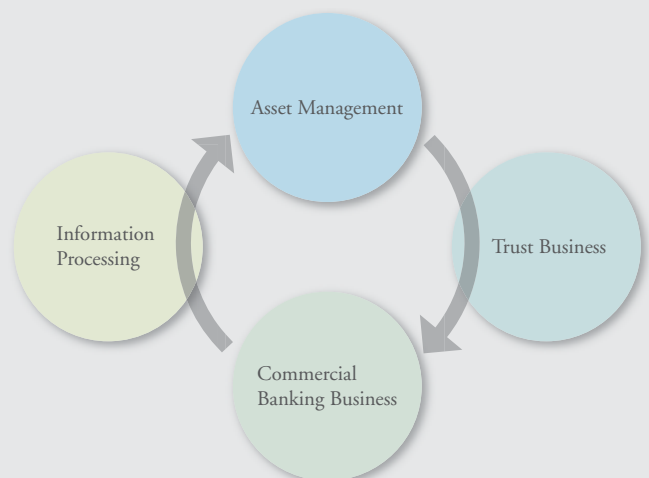 Asset Management
Information
Processing
Trust Business
Commercial
Banking Business